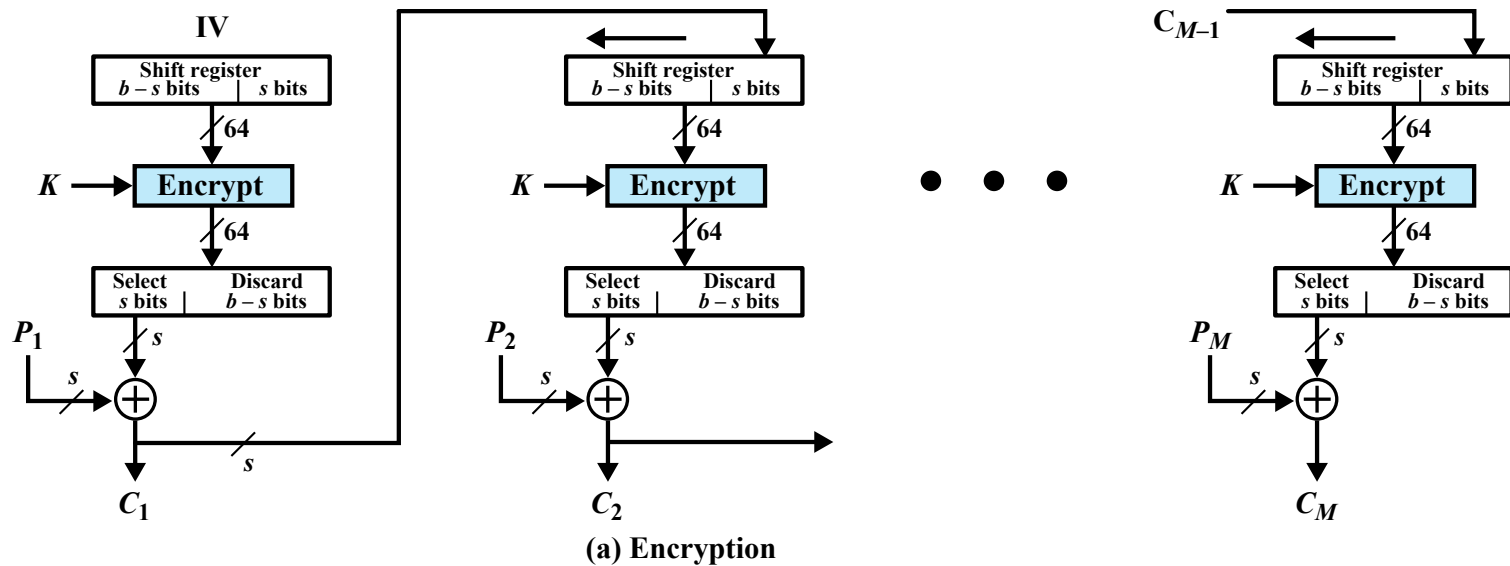 IV
C_{M–1}
Shift register
b – s bits | s bits
Shift register
b – s bits | s bits
Shift register
b – s bits | s bits
64
64
64
K
Encrypt
K
Encrypt
K
Encrypt
64
64
64
Select Discard
s bits | b – s bits
Select Discard
s bits | b – s bits
Select Discard
s bits | b – s bits
P_1
s
P_2
s
P_M
s
s
s
s
s
C_1
C_2
C_M
(a) Encryption